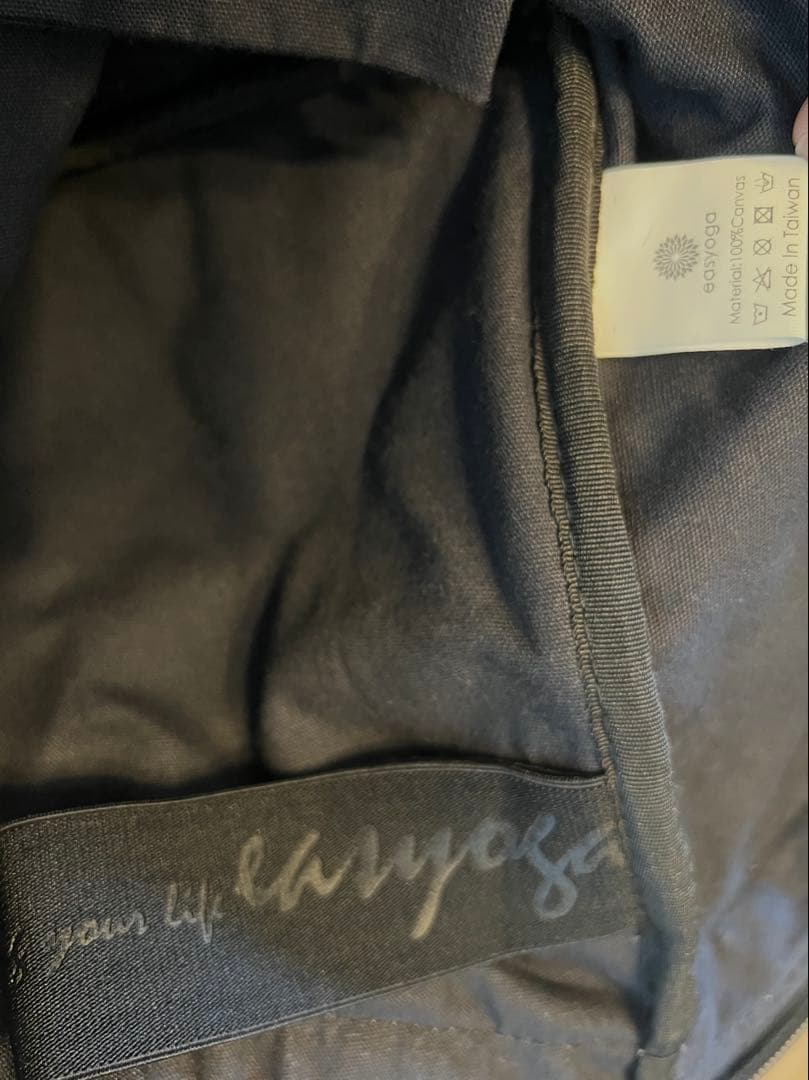 easyoga
Material:100%Canvas
Made In Taiwan
your life easyoga